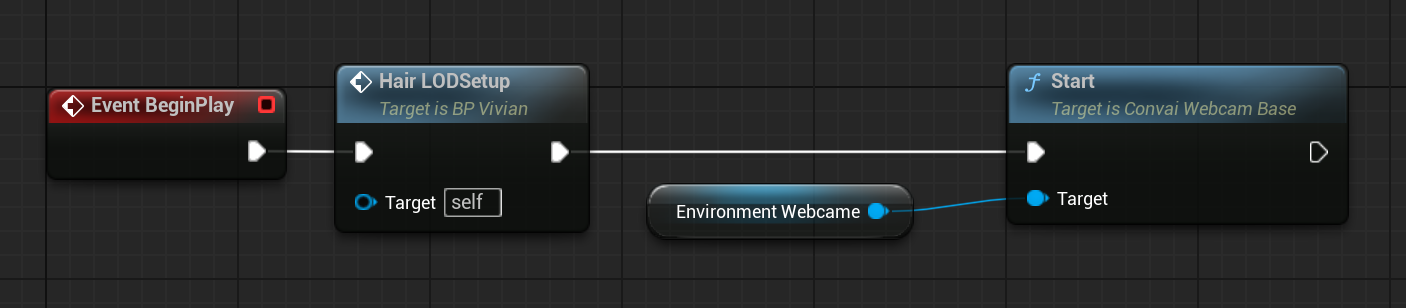 Event BeginPlay
Hair LODSetup
Target is BP Vivian
Target self
Environment Webcame
Start
Target is Convai Webcam Base
Target